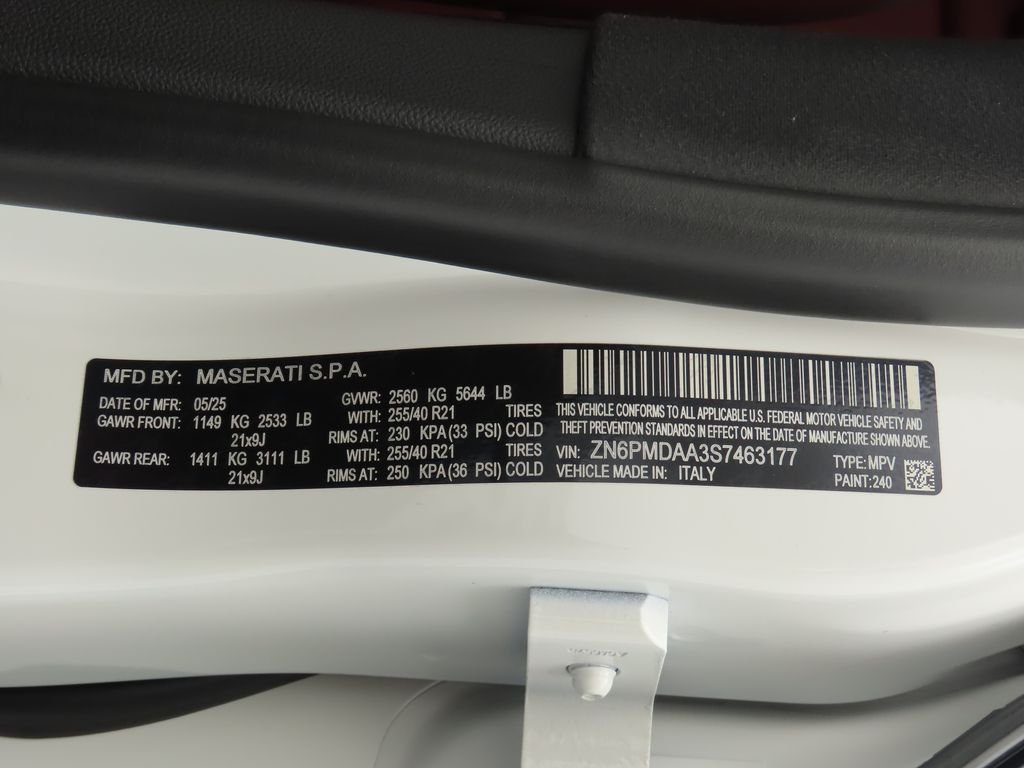 MFD BY: MASERATI S.P.A.
DATE OF MFR: 05/25 GVWR: 2560 KG 5644 LB
GAWR FRONT: 1149 KG 2533 LB WITH: 255/40 R21 TIRES
21x9J RIMS AT: 230 KPA(33 PSI) COLD
GAWR REAR: 1411 KG 3111 LB WITH: 255/40 R21 TIRES
21x9J RIMS AT: 250 KPA(36 PSI) COLD
THIS VEHICLE CONFORMS TO ALL APPLICABLE U.S. FEDERAL MOTOR VEHICLE SAFETY AND
THEFT PREVENTION STANDARDS IN EFFECT ON THE DATE OF MANUFACTURE SHOWN ABOVE.
VIN: ZN6PMDAA3S7463177 TYPE: MPV
VEHICLE MADE IN: ITALY PAINT: 240